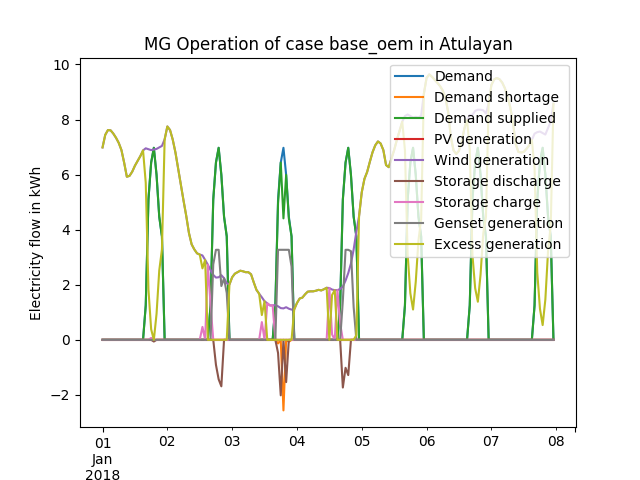 MG Operation of case base_oem in Atulayan
Electricity flow in kWh
10
8
6
4
2
0
−2
Demand
Demand shortage
Demand supplied
PV generation
Wind generation
Storage discharge
Storage charge
Genset generation
Excess generation
01 02 03 04 05 06 07 08
Jan
2018